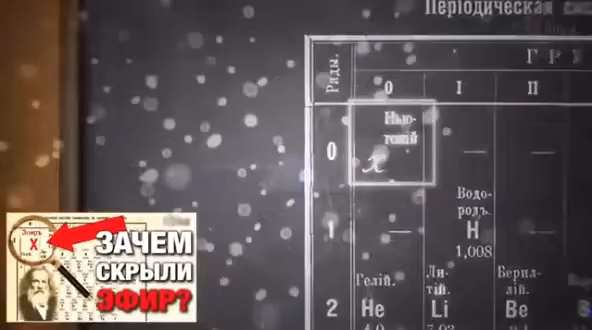 Періодическая сис
Ряды.
Г Р У
0 I II
0
Нью-
тоній
x
— —
Водо-
родъ.
1 — H —
1,008
Гелій. Ли- Берил-
тій. лій.
2 He Li Be
X
ЗАЧЕМ
СКРЫЛИ
ЭФИР?